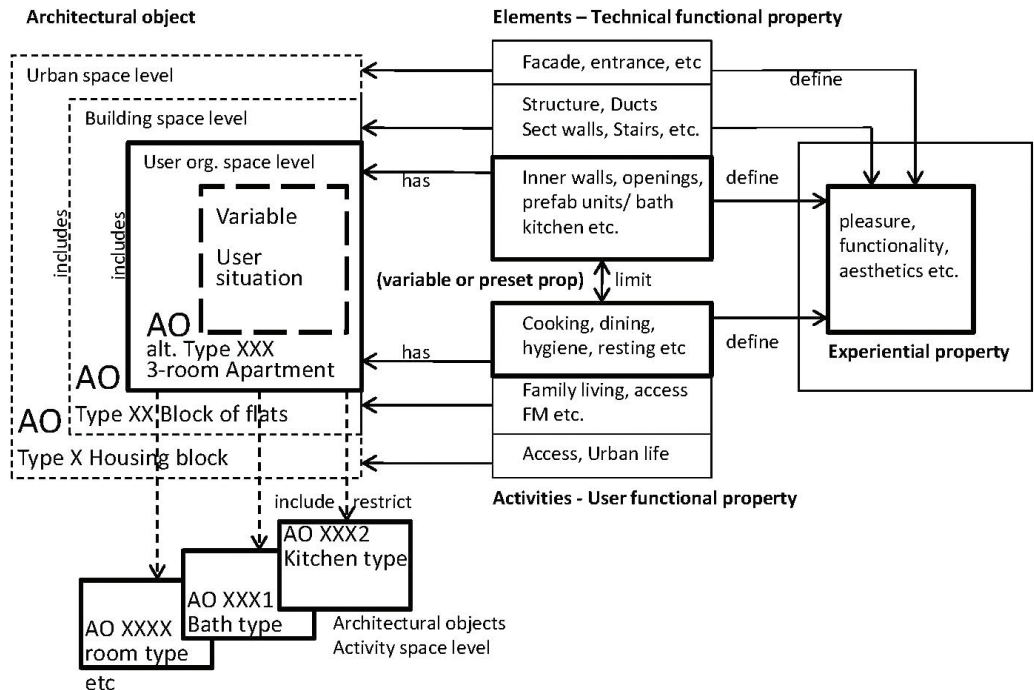 Architectural object
Urban space level
Building space level
User org. space level
Variable
User
situation
AO
alt. Type XXX
3-room Apartment
AO
Type XX Block of flats
AO
Type X Housing block
includes
includes
has
has
Elements – Technical functional property
Facade, entrance, etc
Structure, Ducts
Sect walls, Stairs, etc.
Inner walls, openings,
prefab units/ bath
kitchen etc.
(variable or preset prop)
limit
Cooking, dining,
hygiene, resting etc
Family living, access
FM etc.
Access, Urban life
Activities - User functional property
define
define
define
pleasure,
functionality,
aesthetics etc.
Experiential property
include
restrict
AO XXX2
Kitchen type
AO XXX1
Bath type
AO XXXX
room type
etc
Architectural objects
Activity space level